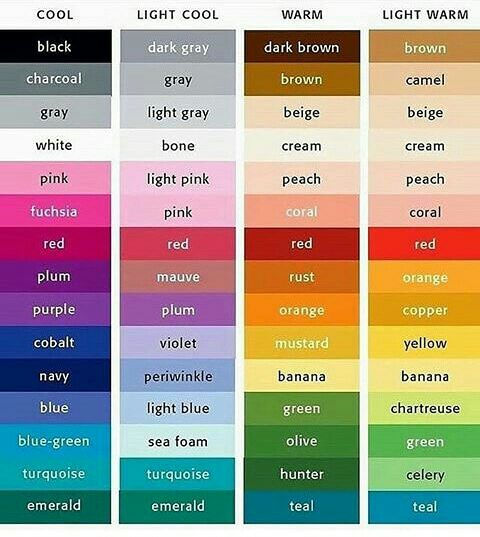 COOL LIGHT COOL WARM LIGHT WARM
black dark gray dark brown brown
charcoal gray brown camel
gray light gray beige beige
white bone cream cream
pink light pink peach peach
fuchsia pink coral coral
red red red red
plum mauve rust orange
purple plum orange copper
cobalt violet mustard yellow
navy periwinkle banana banana
blue light blue green chartreuse
blue-green sea foam olive green
turquoise turquoise hunter celery
emerald emerald teal teal